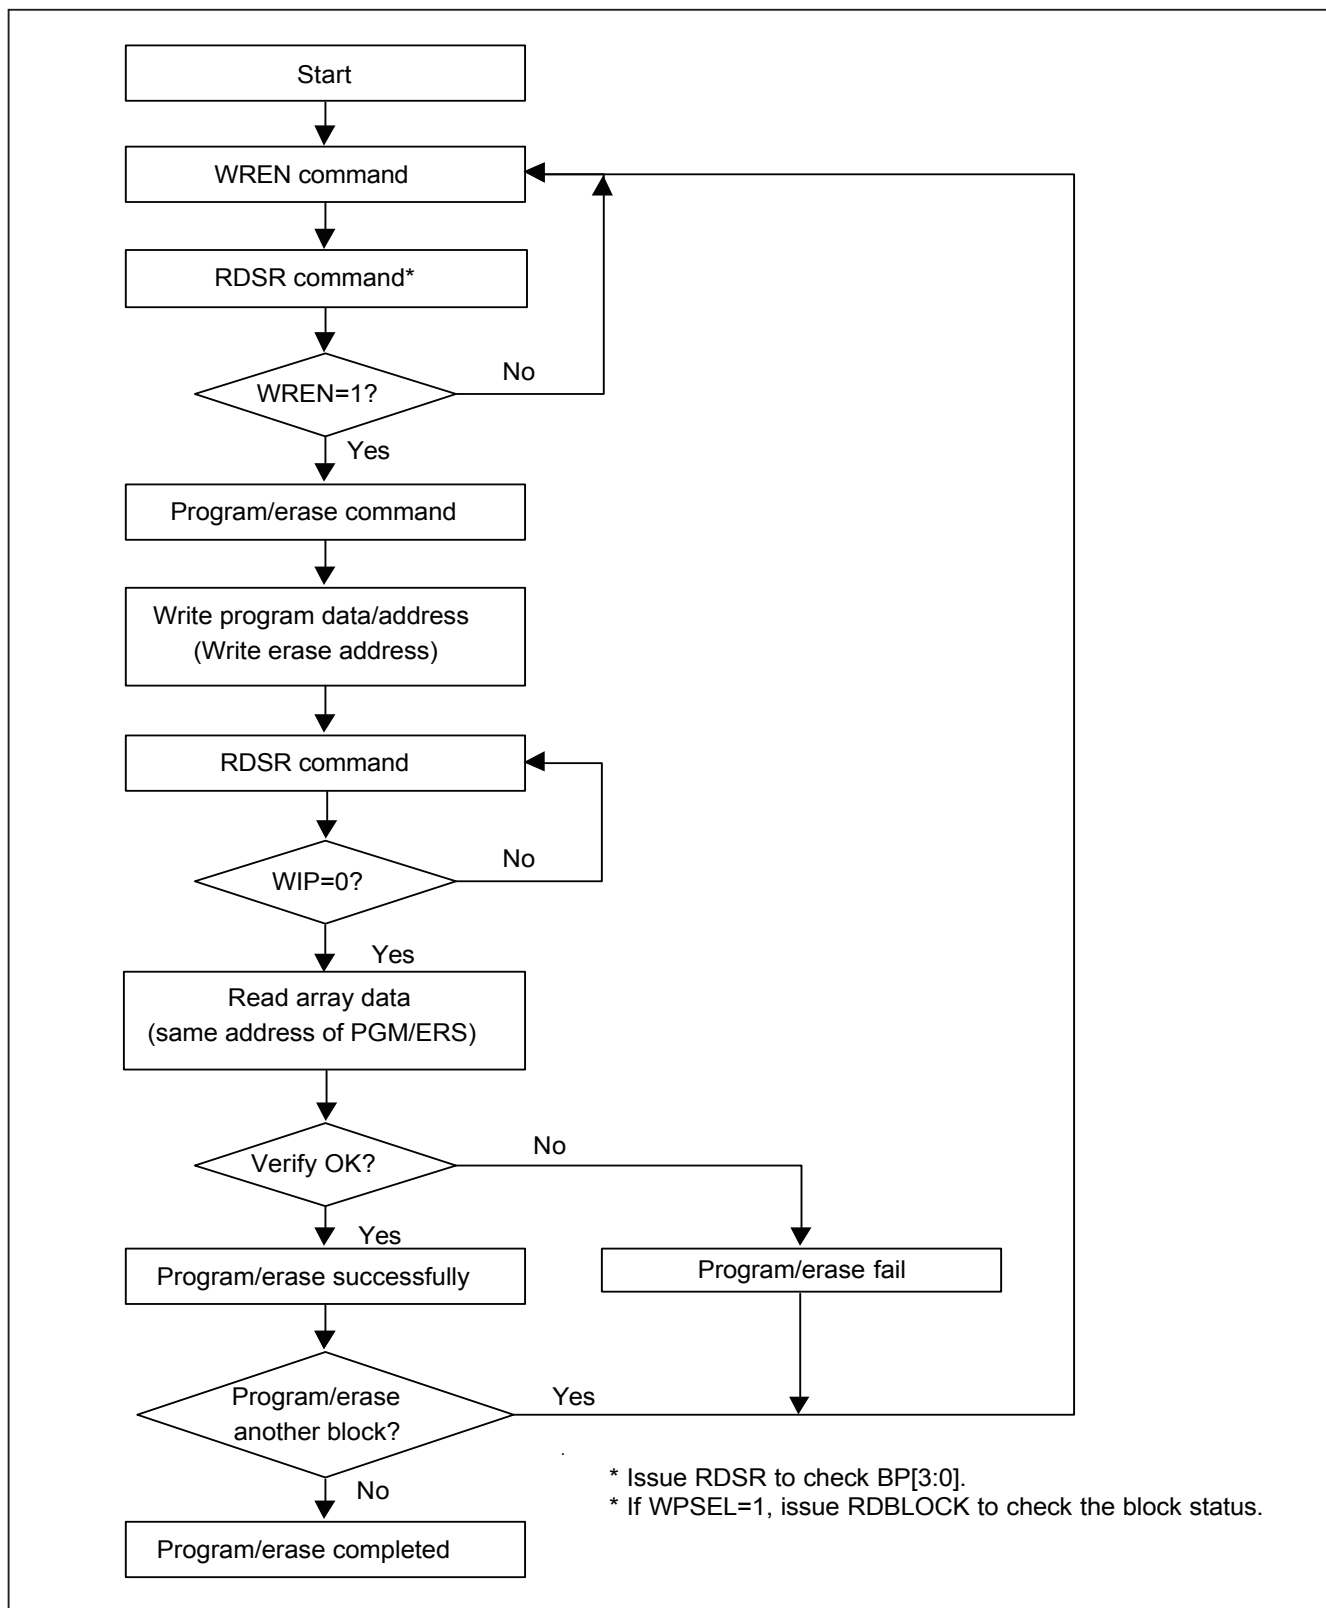 Start
WREN command
RDSR command*
WREN=1?
No
Yes
Program/erase command
Write program data/address
(Write erase address)
RDSR command
WIP=0?
No
Yes
Read array data
(same address of PGM/ERS)
Verify OK?
No
Yes
Program/erase successfully
Program/erase fail
Program/erase
another block?
Yes
No
* Issue RDSR to check BP[3:0].
* If WPSEL=1, issue RDBLOCK to check the block status.
Program/erase completed